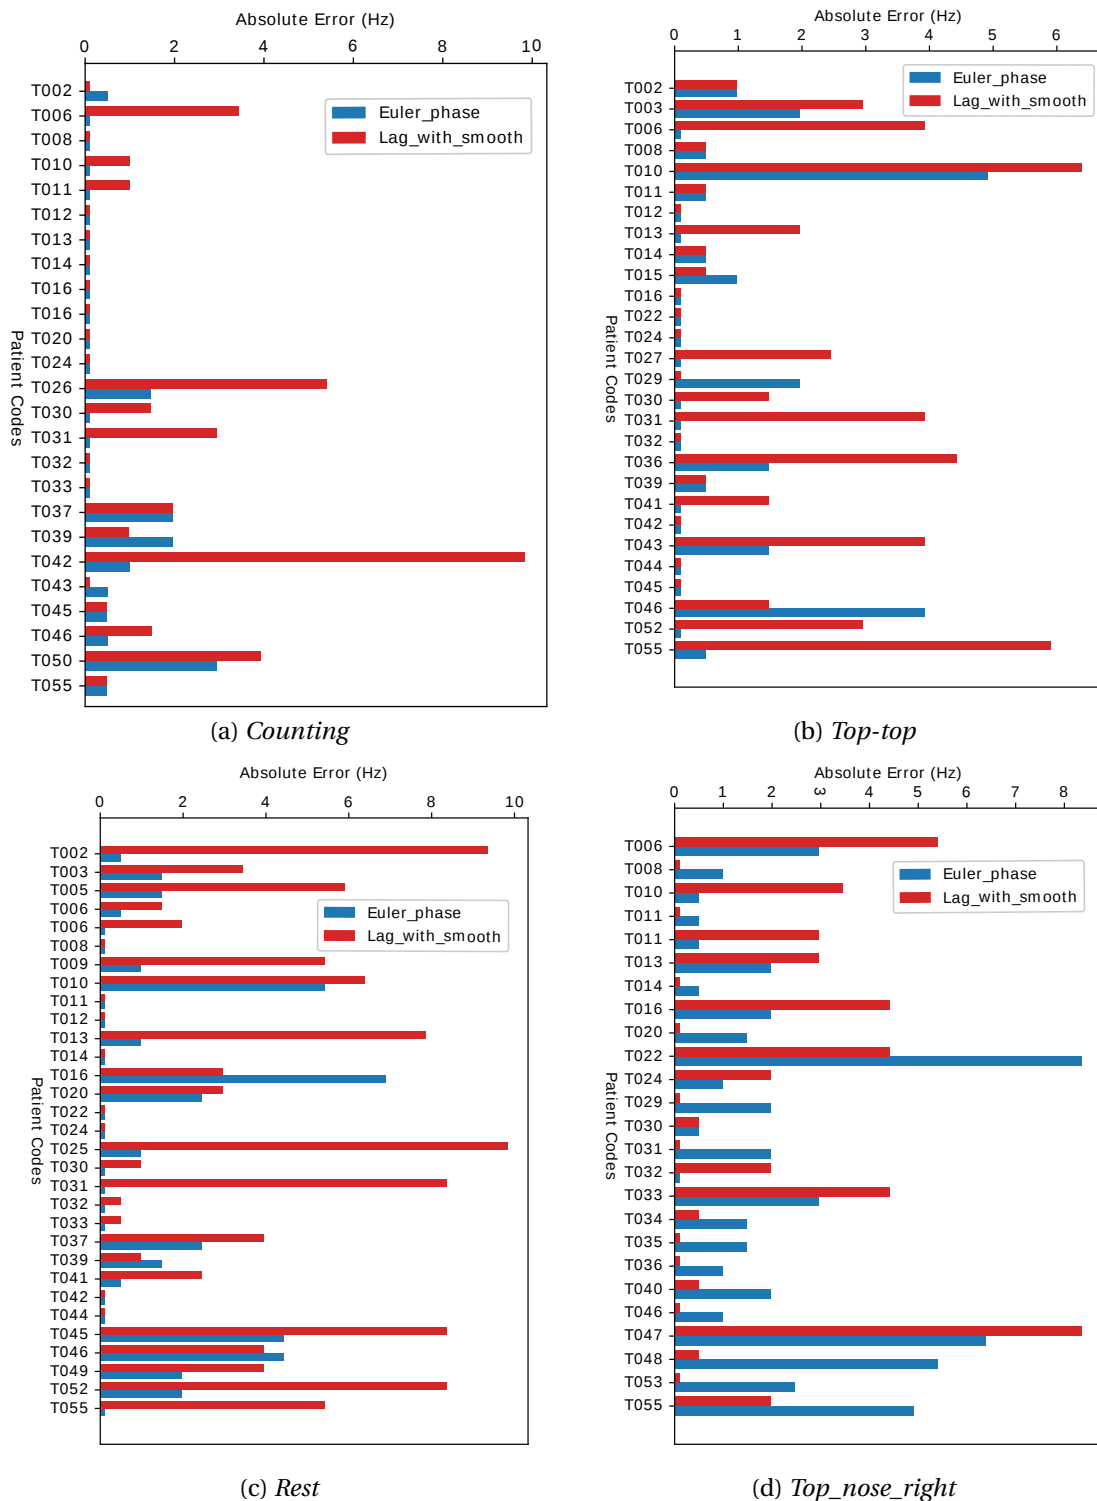 Absolute Error (Hz)
0 2 4 6 8 10
Euler_phase
Lag_with_smooth
Patient Codes
T002
T006
T008
T010
T011
T012
T013
T014
T016
T016
T020
T024
T026
T030
T031
T032
T033
T037
T039
T042
T043
T045
T046
T050
T055
(a) Counting
Absolute Error (Hz)
0 1 2 3 4 5 6
Euler_phase
Lag_with_smooth
Patient Codes
T002
T003
T006
T008
T010
T011
T012
T013
T014
T015
T016
T022
T024
T027
T029
T030
T031
T032
T036
T039
T041
T042
T043
T044
T045
T046
T052
T055
(b) Top-top
Absolute Error (Hz)
0 2 4 6 8 10
Euler_phase
Lag_with_smooth
Patient Codes
T002
T003
T005
T006
T006
T008
T009
T010
T011
T012
T013
T014
T016
T020
T022
T024
T025
T030
T031
T032
T033
T037
T039
T041
T042
T044
T045
T046
T049
T052
T055
(c) Rest
Absolute Error (Hz)
0 1 2 3 4 5 6 7 8
Euler_phase
Lag_with_smooth
Patient Codes
T006
T008
T010
T011
T011
T013
T014
T016
T020
T022
T024
T029
T030
T031
T032
T033
T034
T035
T036
T040
T046
T047
T048
T053
T055
(d) Top_nose_right